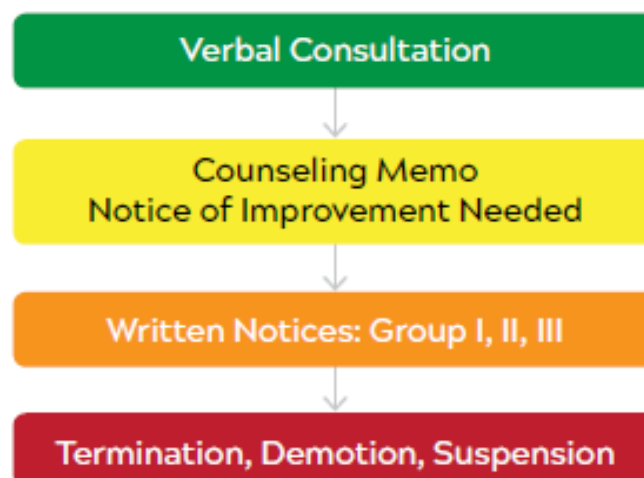 Verbal Consultation
Counseling Memo
Notice of Improvement Needed
Written Notices: Group I, II, III
Termination, Demotion, Suspension